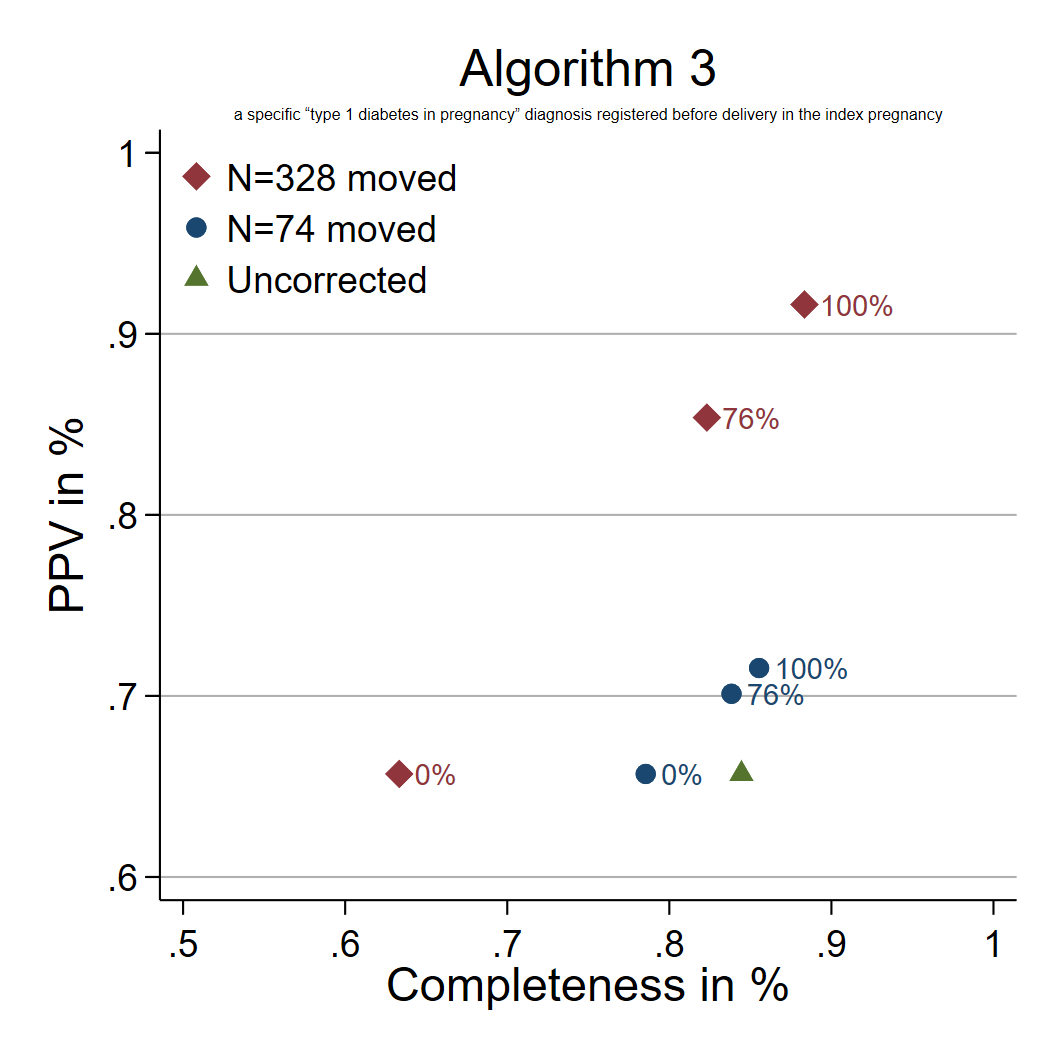 Algorithm 3
a specific “type 1 diabetes in pregnancy” diagnosis registered before delivery in the index pregnancy
1
N=328 moved
N=74 moved
Uncorrected
100%
.9
76%
PPV in %
.8
100%
.7
76%
0%
0%
.6
.5 .6 .7 .8 .9 1
Completeness in %